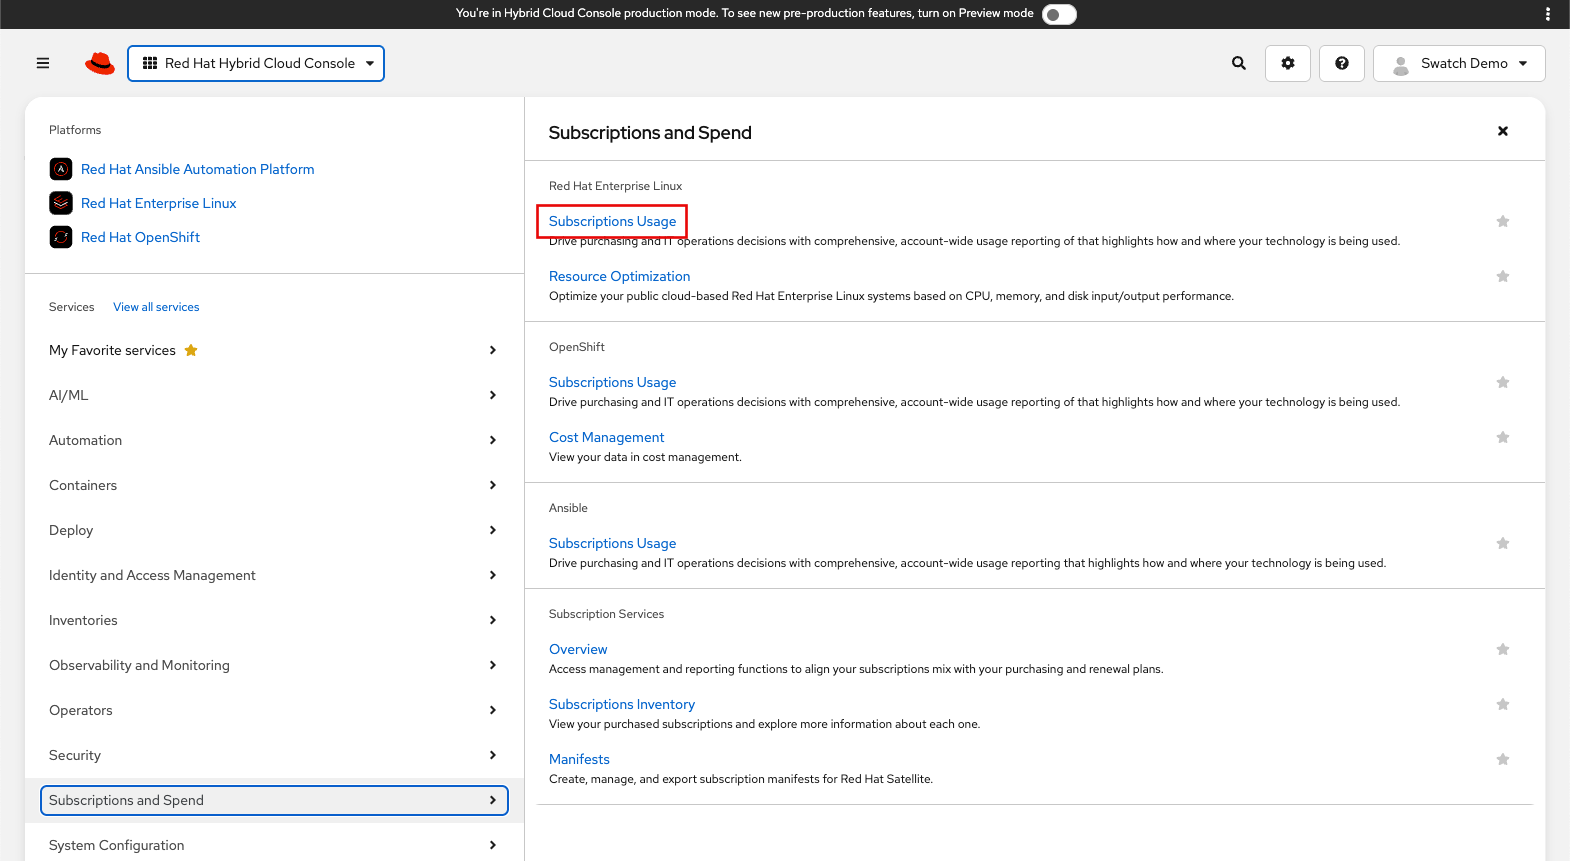 You're in Hybrid Cloud Console production mode. To see new pre-production features, turn on Preview mode
Red Hat Hybrid Cloud Console
Swatch Demo
Platforms
Red Hat Ansible Automation Platform
Red Hat Enterprise Linux
Red Hat OpenShift
Services View all services
My Favorite services
AI/ML
Automation
Containers
Deploy
Identity and Access Management
Inventories
Observability and Monitoring
Operators
Security
Subscriptions and Spend
System Configuration
Subscriptions and Spend
Red Hat Enterprise Linux
Subscriptions Usage
Drive purchasing and IT operations decisions with comprehensive, account-wide usage reporting of that highlights how and where your technology is being used.
Resource Optimization
Optimize your public cloud-based Red Hat Enterprise Linux systems based on CPU, memory, and disk input/output performance.
OpenShift
Subscriptions Usage
Drive purchasing and IT operations decisions with comprehensive, account-wide usage reporting of that highlights how and where your technology is being used.
Cost Management
View your data in cost management.
Ansible
Subscriptions Usage
Drive purchasing and IT operations decisions with comprehensive, account-wide usage reporting that highlights how and where your technology is being used.
Subscription Services
Overview
Access management and reporting functions to align your subscriptions mix with your purchasing and renewal plans.
Subscriptions Inventory
View your purchased subscriptions and explore more information about each one.
Manifests
Create, manage, and export subscription manifests for Red Hat Satellite.